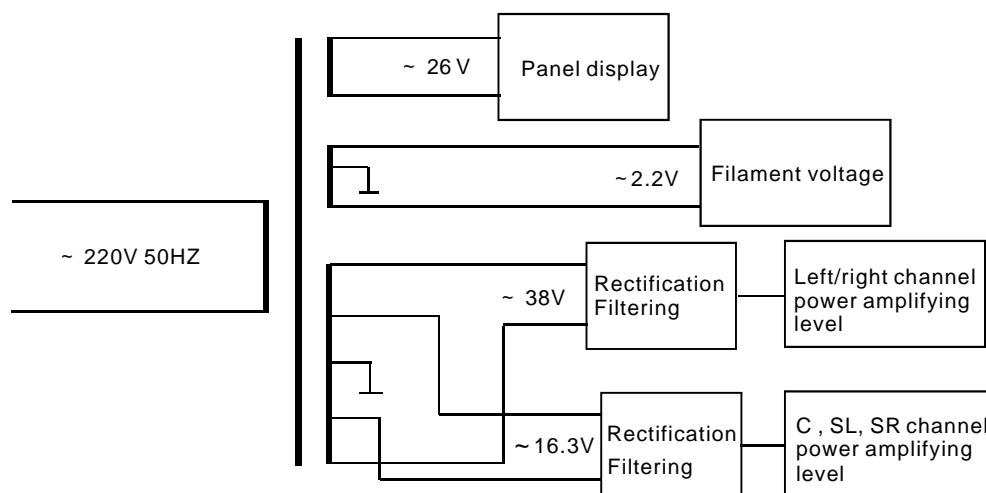 ~ 26 V
Panel display
~ 2.2V
Filament voltage
~ 220V 50HZ
~ 38V
Rectification
Filtering
Left/right channel
power amplifying
level
~ 16.3V
Rectification
Filtering
C , SL, SR channel
power amplifying
level